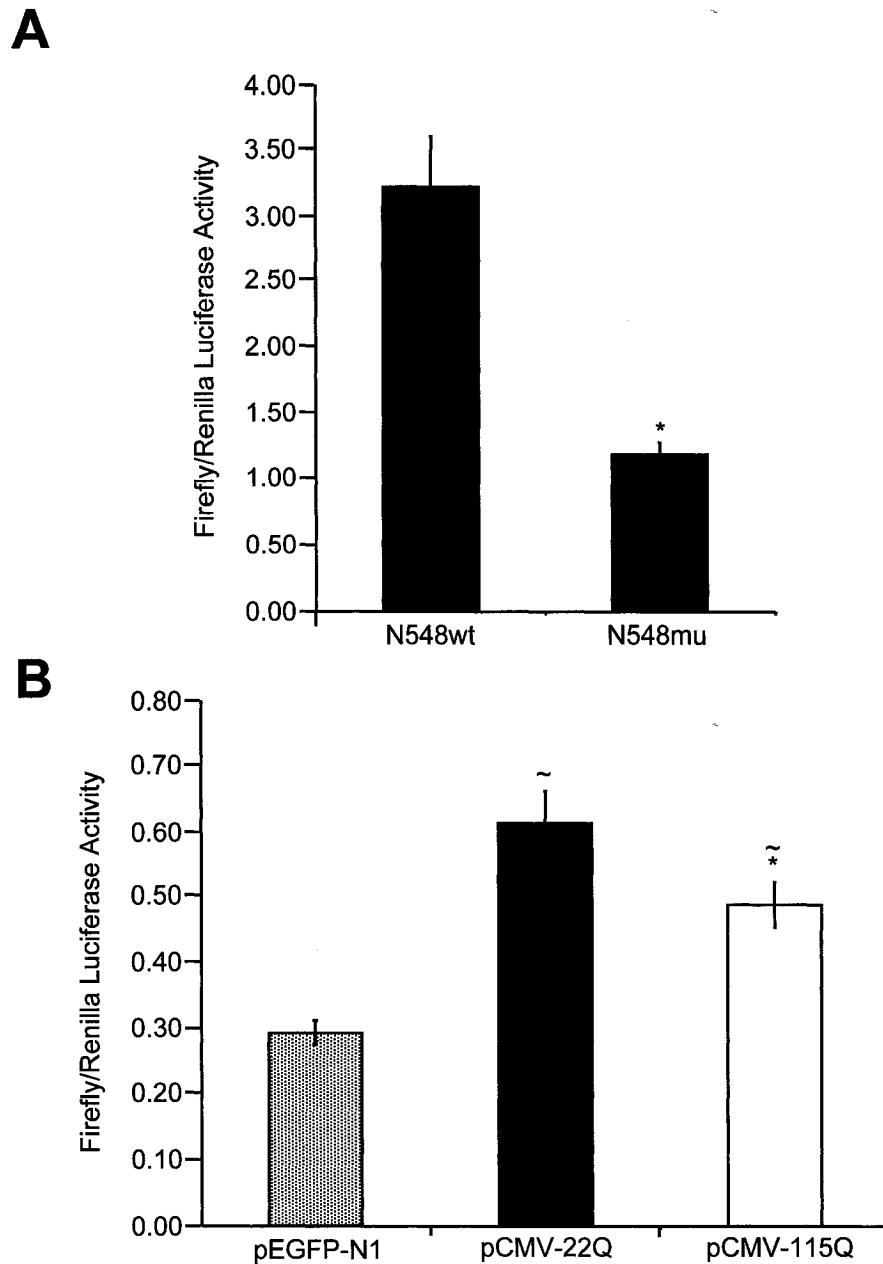 A
Firefly/Renilla Luciferase Activity
4.00
3.50
3.00
2.50
2.00
1.50
1.00
0.50
0.00
*
N548wt
N548mu
B
Firefly/Renilla Luciferase Activity
0.80
0.70
0.60
0.50
0.40
0.30
0.20
0.10
0.00
~
~
*
pEGFP-N1
pCMV-22Q
pCMV-115Q